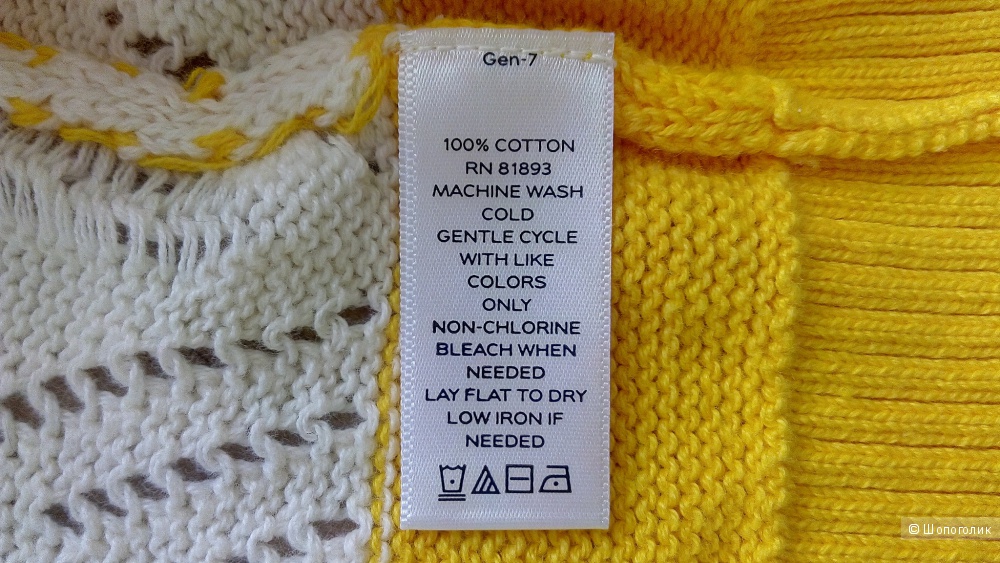 Gen-7
100% COTTON
RN 81893
MACHINE WASH
COLD
GENTLE CYCLE
WITH LIKE
COLORS
ONLY
NON-CHLORINE
BLEACH WHEN
NEEDED
LAY FLAT TO DRY
LOW IRON IF
NEEDED
© Шопоголик